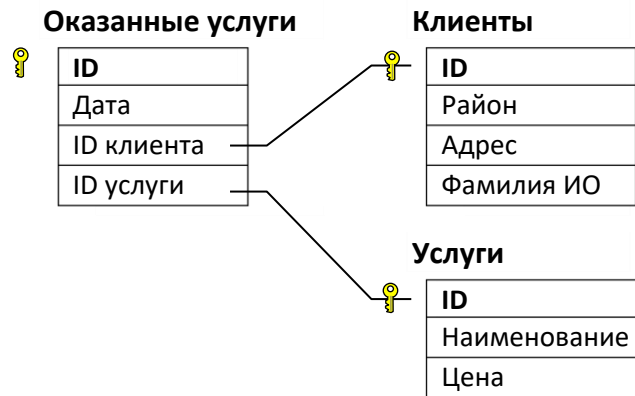 Оказанные услуги
ID
Дата
ID клиента
ID услуги
Клиенты
ID
Район
Адрес
Фамилия ИО
Услуги
ID
Наименование
Цена